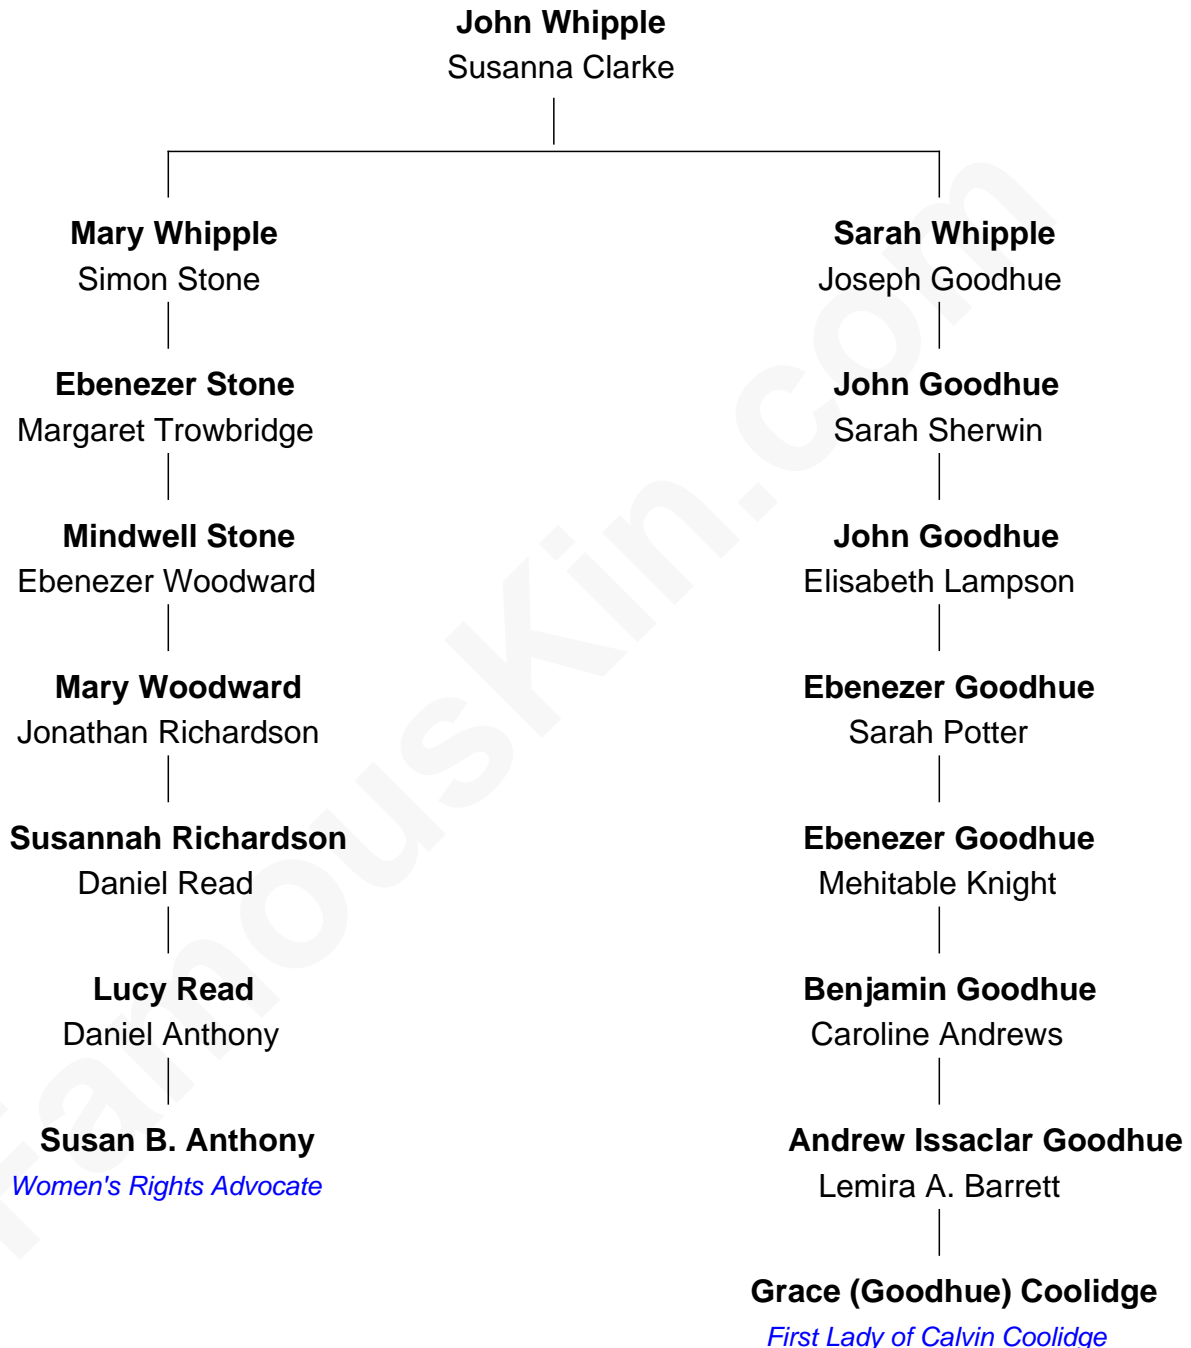 John Whipple
Susanna Clarke
Mary Whipple
Simon Stone
Sarah Whipple
Joseph Goodhue
Ebenezer Stone
Margaret Trowbridge
John Goodhue
Sarah Sherwin
Mindwell Stone
Ebenezer Woodward
John Goodhue
Elisabeth Lampson
Mary Woodward
Jonathan Richardson
Ebenezer Goodhue
Sarah Potter
Susannah Richardson
Daniel Read
Ebenezer Goodhue
Mehitable Knight
Lucy Read
Daniel Anthony
Benjamin Goodhue
Caroline Andrews
Susan B. Anthony
Women's Rights Advocate
Andrew Issaclar Goodhue
Lemira A. Barrett
Grace (Goodhue) Coolidge
First Lady of Calvin Coolidge
FamousKin.com